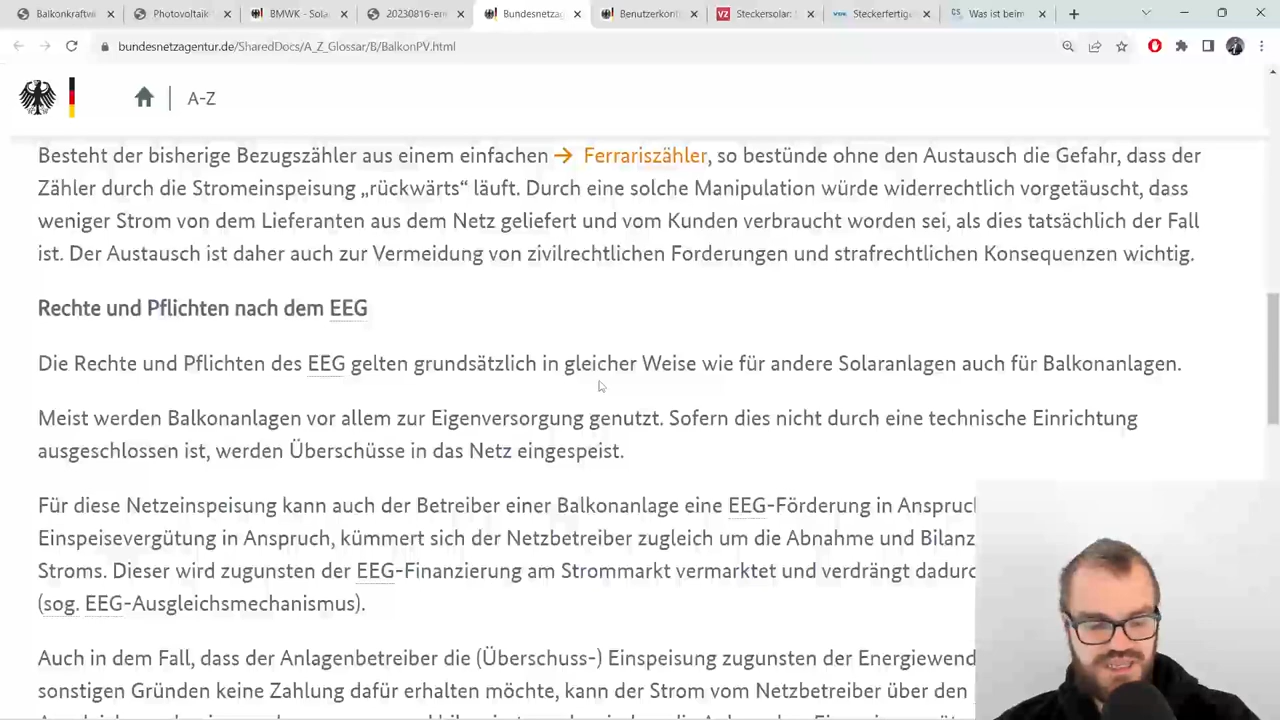 Balkonkraftw
Photovoltaik
BMWK - Sola
20230816-en
Bundesnetza
Benutzerkont
Steckersolar:
Steckerfertig
Was ist beim
bundesnetzagentur.de/SharedDocs/A_Z_Glossar/B/BalkonPV.html
A-Z
Besteht der bisherige Bezugszähler aus einem einfachen → Ferrariszähler, so bestünde ohne den Austausch die Gefahr, dass der
Zähler durch die Stromeinspeisung „rückwärts“ läuft. Durch eine solche Manipulation würde widerrechtlich vorgetäuscht, dass
weniger Strom von dem Lieferanten aus dem Netz geliefert und vom Kunden verbraucht worden sei, als dies tatsächlich der Fall
ist. Der Austausch ist daher auch zur Vermeidung von zivilrechtlichen Forderungen und strafrechtlichen Konsequenzen wichtig.
Rechte und Pflichten nach dem EEG
Die Rechte und Pflichten des EEG gelten grundsätzlich in gleicher Weise wie für andere Solaranlagen auch für Balkonanlagen.
Meist werden Balkonanlagen vor allem zur Eigenversorgung genutzt. Sofern dies nicht durch eine technische Einrichtung
ausgeschlossen ist, werden Überschüsse in das Netz eingespeist.
Für diese Netzeinspeisung kann auch der Betreiber einer Balkonanlage eine EEG-Förderung in Anspruc
Einspeisevergütung in Anspruch, kümmert sich der Netzbetreiber zugleich um die Abnahme und Bilanz
Stroms. Dieser wird zugunsten der EEG-Finanzierung am Strommarkt vermarktet und verdrängt dadurc
(sog. EEG-Ausgleichsmechanismus).
Auch in dem Fall, dass der Anlagenbetreiber die (Überschuss-) Einspeisung zugunsten der Energiewend
sonstigen Gründen keine Zahlung dafür erhalten möchte, kann der Strom vom Netzbetreiber über den